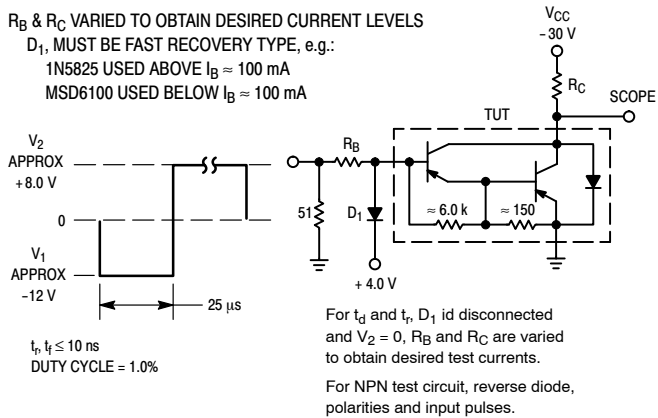 R_B & R_C VARIED TO OBTAIN DESIRED CURRENT LEVELS
D_1, MUST BE FAST RECOVERY TYPE, e.g.:
1N5825 USED ABOVE I_B ≈ 100 mA
MSD6100 USED BELOW I_B ≈ 100 mA
V_CC
-30 V
R_C
SCOPE
TUT
V_2
APPROX
+8.0 V
0
V_1
APPROX
-12 V
25 μs
t_r, t_f ≤ 10 ns
DUTY CYCLE = 1.0%
R_B
51
D_1
≈ 6.0 k
≈ 150
+ 4.0 V
For t_d and t_r, D_1 id disconnected
and V_2 = 0, R_B and R_C are varied
to obtain desired test currents.
For NPN test circuit, reverse diode,
polarities and input pulses.